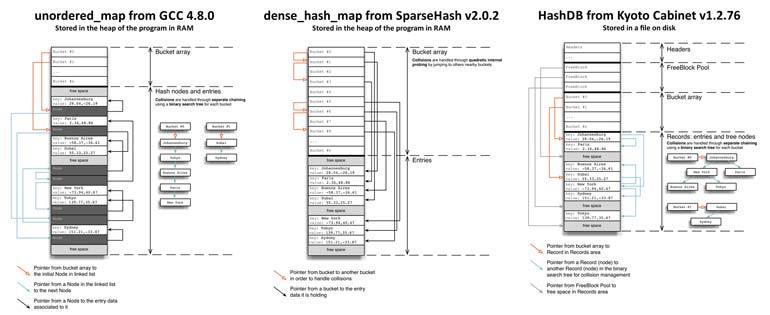 unordered_map from GCC 4.8.0
Stored in the heap of the program in RAM
Bucket #0
Bucket #1
...
Bucket #n
free space
key: Johannesburg
value: 28.04,-26.19
Node
key: Paris
value: 2.34,48.86
Node
key: Buenos Aires
value: -58.37,-34.61
key: Dubai
value: 55.33,25.27
free space
Node
Node
key: New York
value: -73.94,40.67
key: Tokyo
value: 139.77,35.67
Node
key: Sydney
value: 151.21,-33.87
Node
free space
Bucket array
Hash nodes and entries
Collisions are handled through separate chaining
using a binary search tree for each bucket
Bucket #0
Bucket #1
Johannesburg
Dubai
Tokyo
Sydney
Buenos Aires
Paris
New York
Pointer from bucket array to
the initial Node in linked list
Pointer from a Node in the linked list
to the next Node
Pointer from a Node to the entry data
associated to it
dense_hash_map from SparseHash v2.0.2
Stored in the heap of the program in RAM
Bucket #0
Bucket #1
Bucket #2
Bucket #3
Bucket #4
Bucket #5
Bucket #6
Bucket #7
Bucket #8
...
Bucket #n
free space
key: Johannesburg
value: 28.04,-26.19
key: Paris
value: 2.34,48.86
key: Buenos Aires
value: -58.37,-34.61
key: Dubai
value: 55.33,25.27
free space
key: New York
value: -73.94,40.67
key: Tokyo
value: 139.77,35.67
key: Sydney
value: 151.21,-33.87
free space
Bucket array
Collisions are handled through quadratic internal
probing by jumping to others nearby buckets
Entries
Pointer from bucket to another bucket
in order to handle collisions
Pointer from a bucket to the entry
data it is holding
HashDB from Kyoto Cabinet v1.2.76
Stored in a file on disk
Headers
...
FreeBlock
FreeBlock
FreeBlock
Bucket #0
Bucket #1
...
Bucket #n
key: Johannesburg
value: 28.04,-26.19
key: Paris
value: 2.34,48.86
free space
key: Buenos Aires
value: -58.37,-34.61
key: Dubai
value: 55.33,25.27
key: New York
value: -73.94,40.67
free space
key: Sydney
value: 151.21,-33.87
free space
key: Tokyo
value: 139.77,35.67
free space
Headers
FreeBlock Pool
Bucket array
Records: entries and tree nodes
Collisions are handled through separate chaining
using a binary search tree for each bucket
Bucket #0
Johannesburg
New York
Paris
Buenos Aires
Tokyo
Bucket #1
Dubai
Sydney
Pointer from bucket array to
Record in Records area
Pointer from a Record (node) to
another Record (node) in the binary
search tree for collision management
Pointer from FreeBlock Pool to
free space in Records area